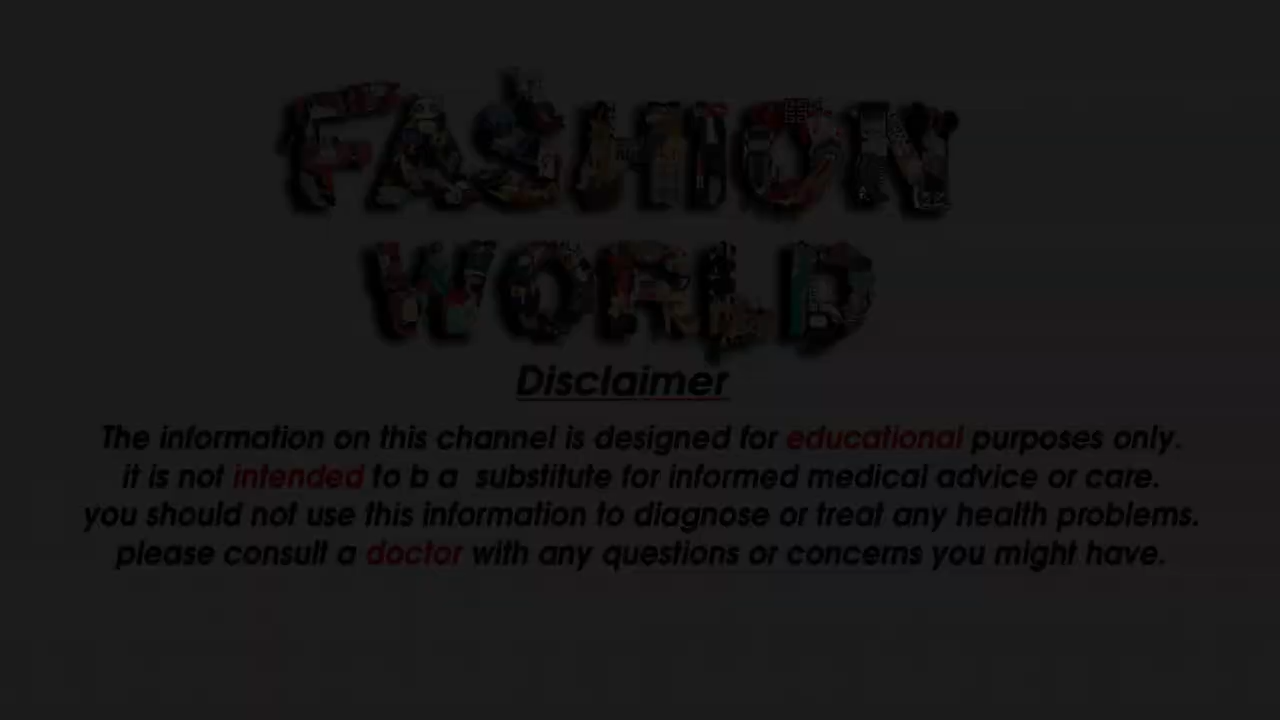 FASHION
WORLD
Disclaimer
The information on this channel is designed for educational purposes only.
it is not intended to b a substitute for informed medical advice or care.
you should not use this information to diagnose or treat any health problems.
please consult a doctor with any questions or concerns you might have.